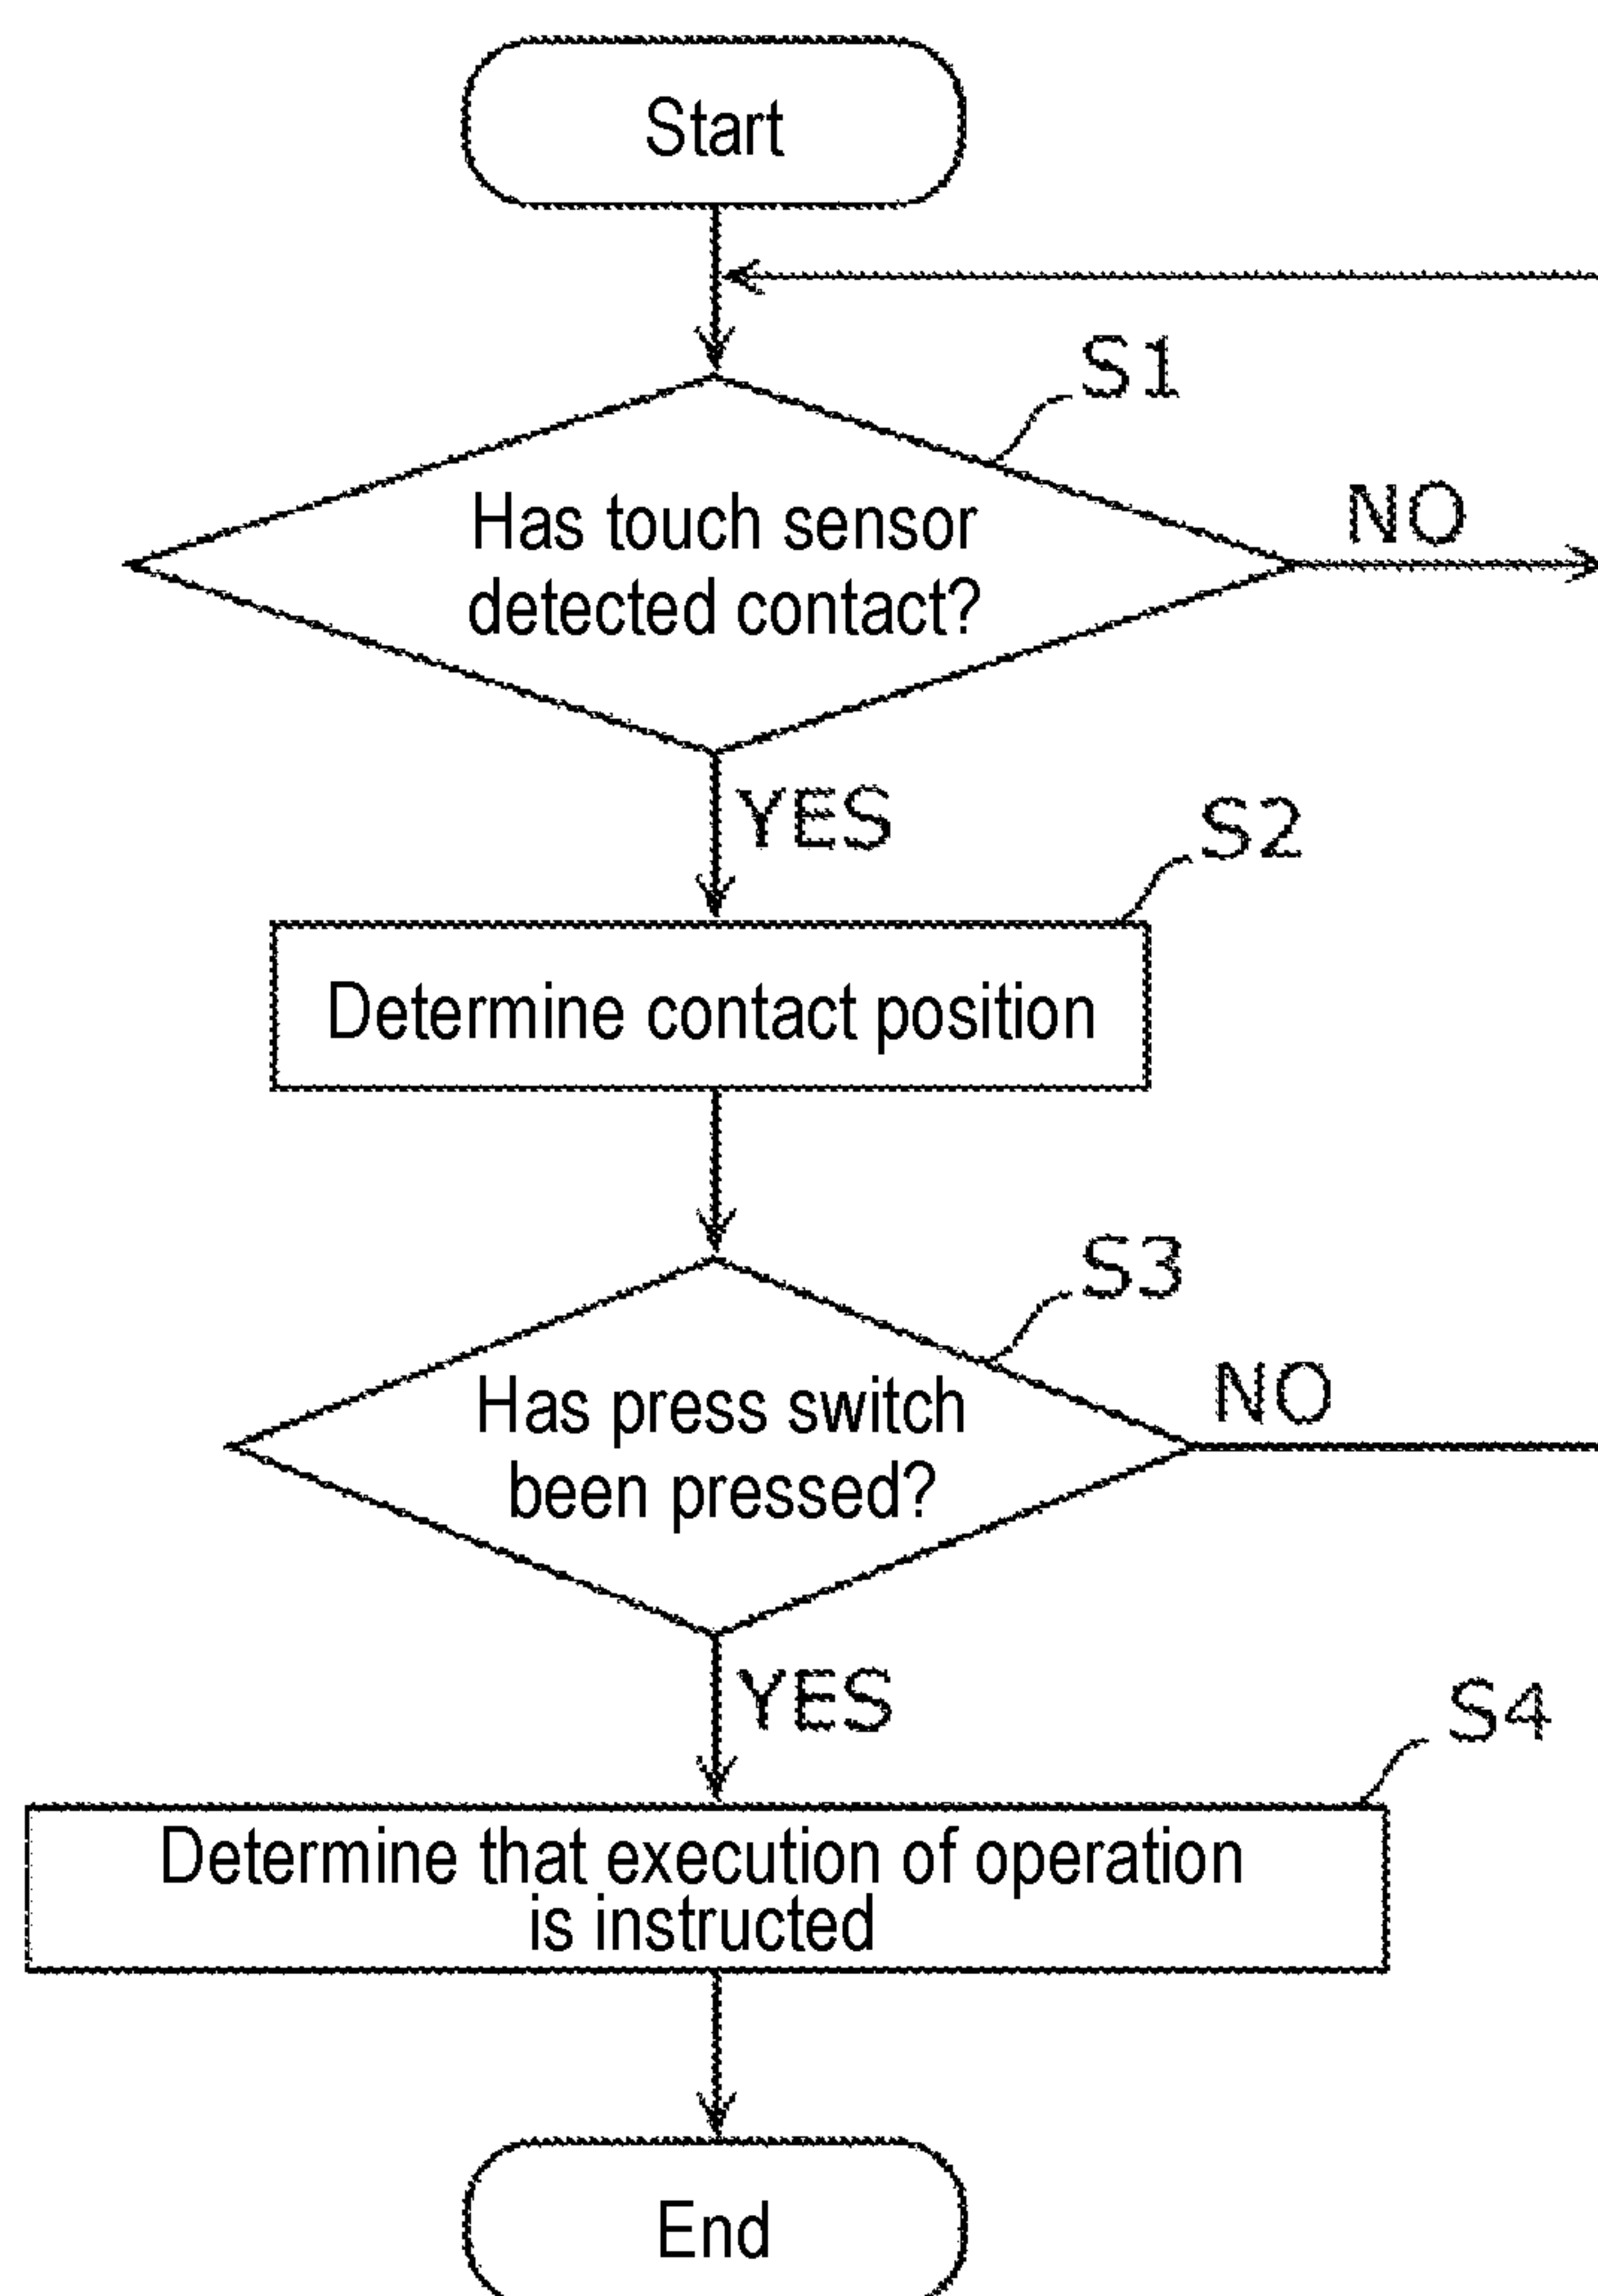 Start
S1
Has touch sensor
detected contact?
NO
YES
S2
Determine contact position
S3
Has press switch
been pressed?
NO
YES
S4
Determine that execution of operation
is instructed
End